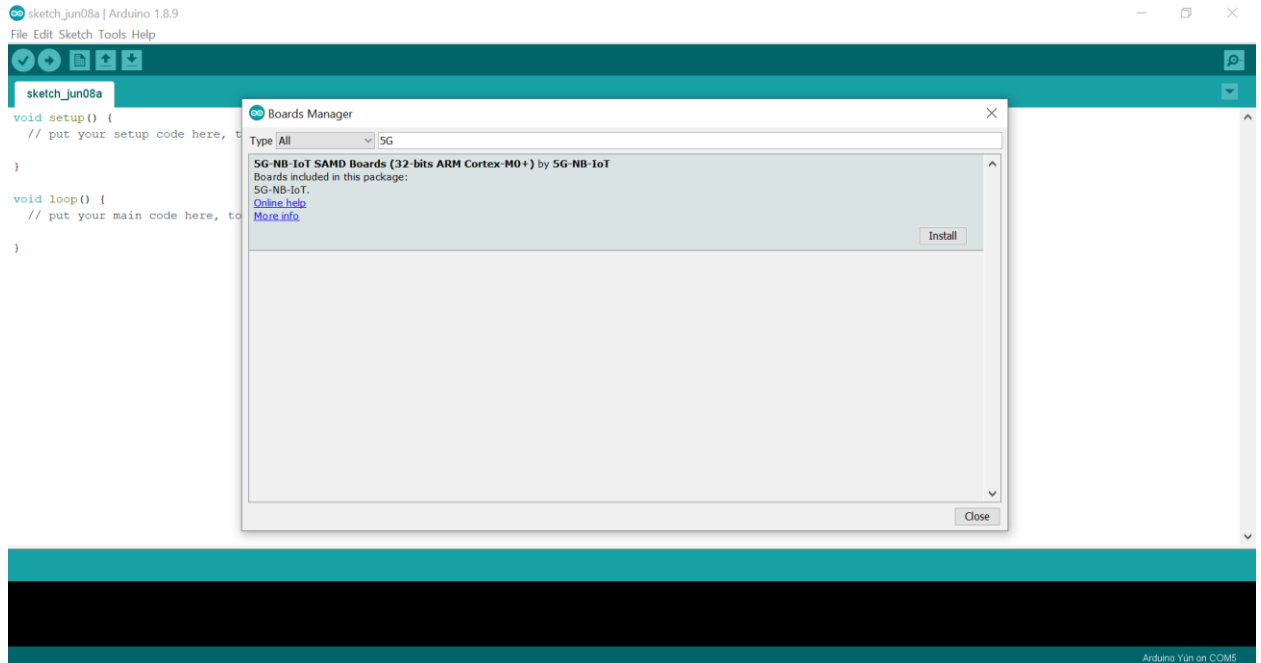 sketch_jun08a | Arduino 1.8.9
File Edit Sketch Tools Help
sketch_jun08a
void setup() {
// put your setup code here, t
}
void loop() {
// put your main code here, to
}
Boards Manager
Type All 5G
5G-NB-IoT SAMD Boards (32-bits ARM Cortex-M0+) by 5G-NB-IoT
Boards included in this package:
5G-NB-IoT.
Online help
More info
Install
Close
Arduino Yún on COM5